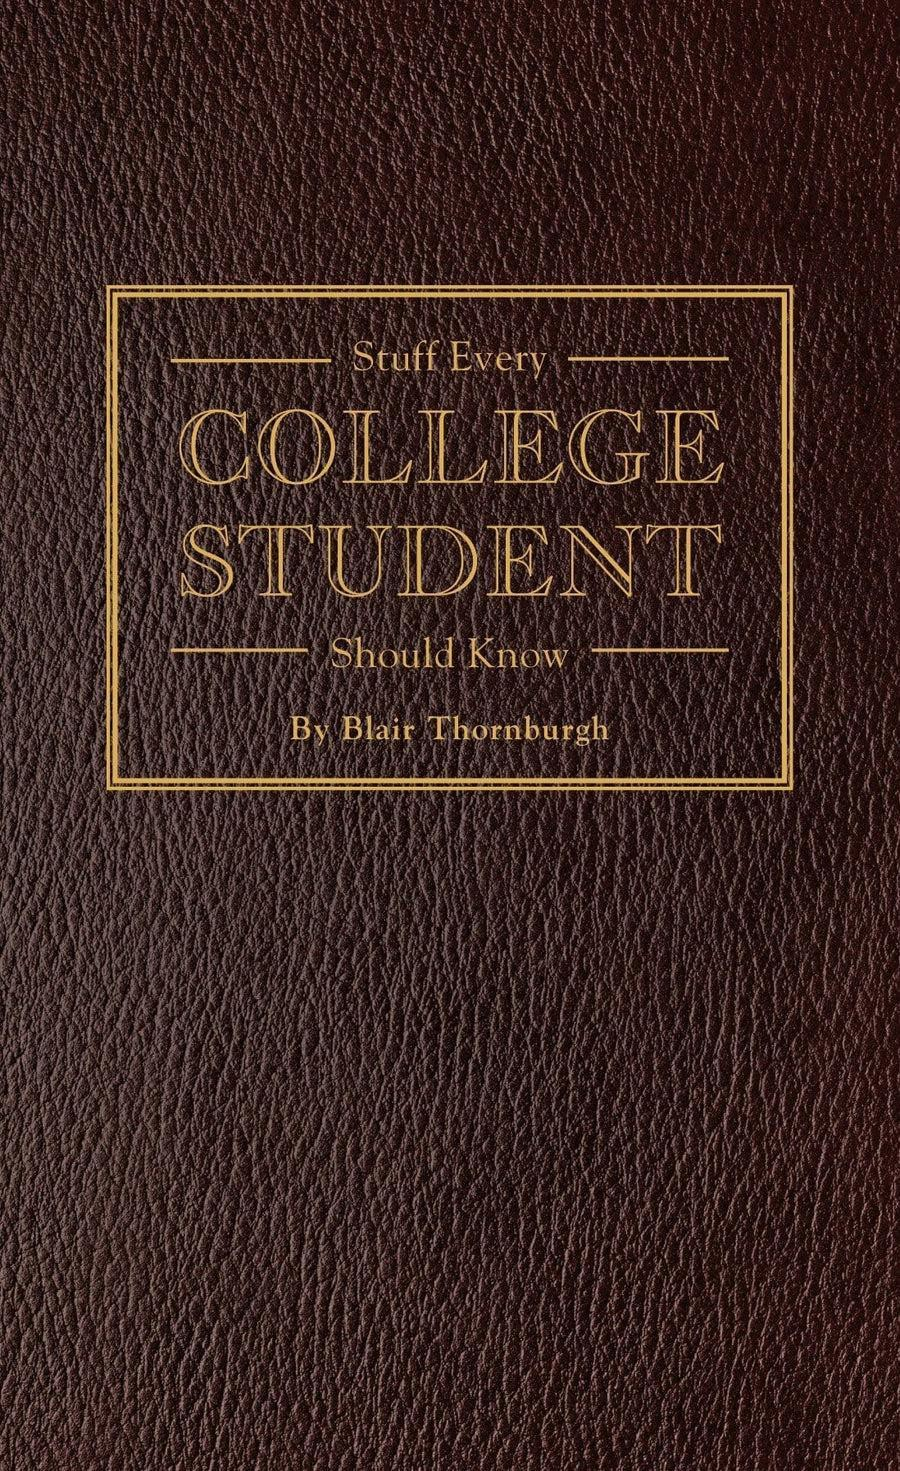 Stuff Every
COLLEGE
STUDENT
Should Know
By Blair Thornburgh